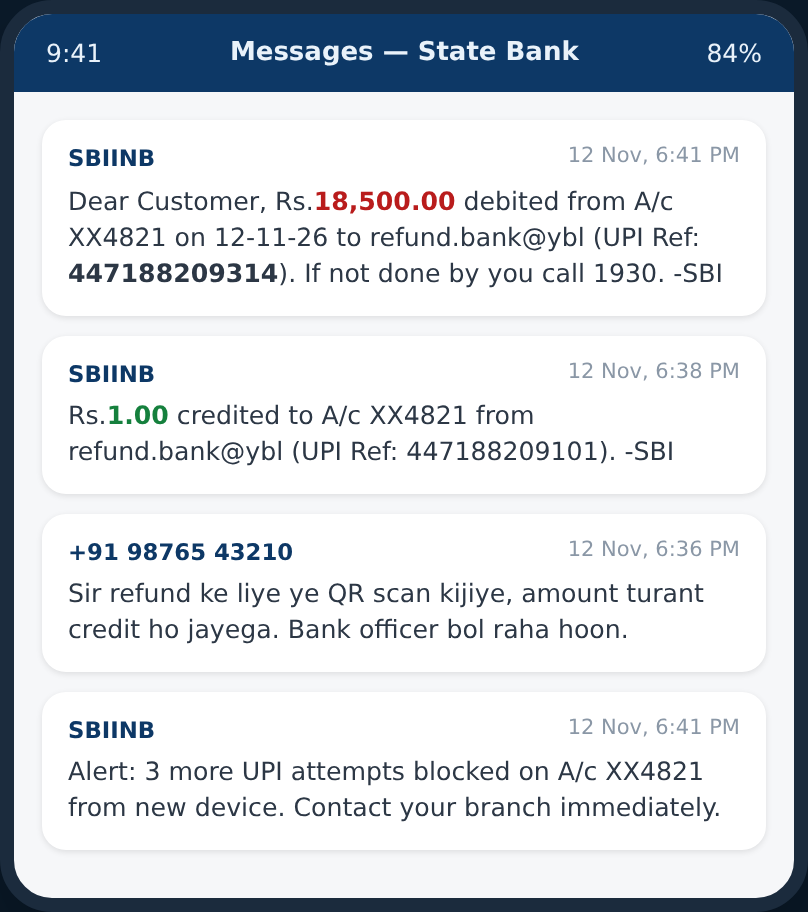 9:41 Messages — State Bank 84%
SBIINB 12 Nov, 6:41 PM
Dear Customer, Rs.18,500.00 debited from A/c
XX4821 on 12-11-26 to refund.bank@ybl (UPI Ref:
447188209314). If not done by you call 1930. -SBI
SBIINB 12 Nov, 6:38 PM
Rs.1.00 credited to A/c XX4821 from
refund.bank@ybl (UPI Ref: 447188209101). -SBI
+91 98765 43210 12 Nov, 6:36 PM
Sir refund ke liye ye QR scan kijiye, amount turant
credit ho jayega. Bank officer bol raha hoon.
SBIINB 12 Nov, 6:41 PM
Alert: 3 more UPI attempts blocked on A/c XX4821
from new device. Contact your branch immediately.